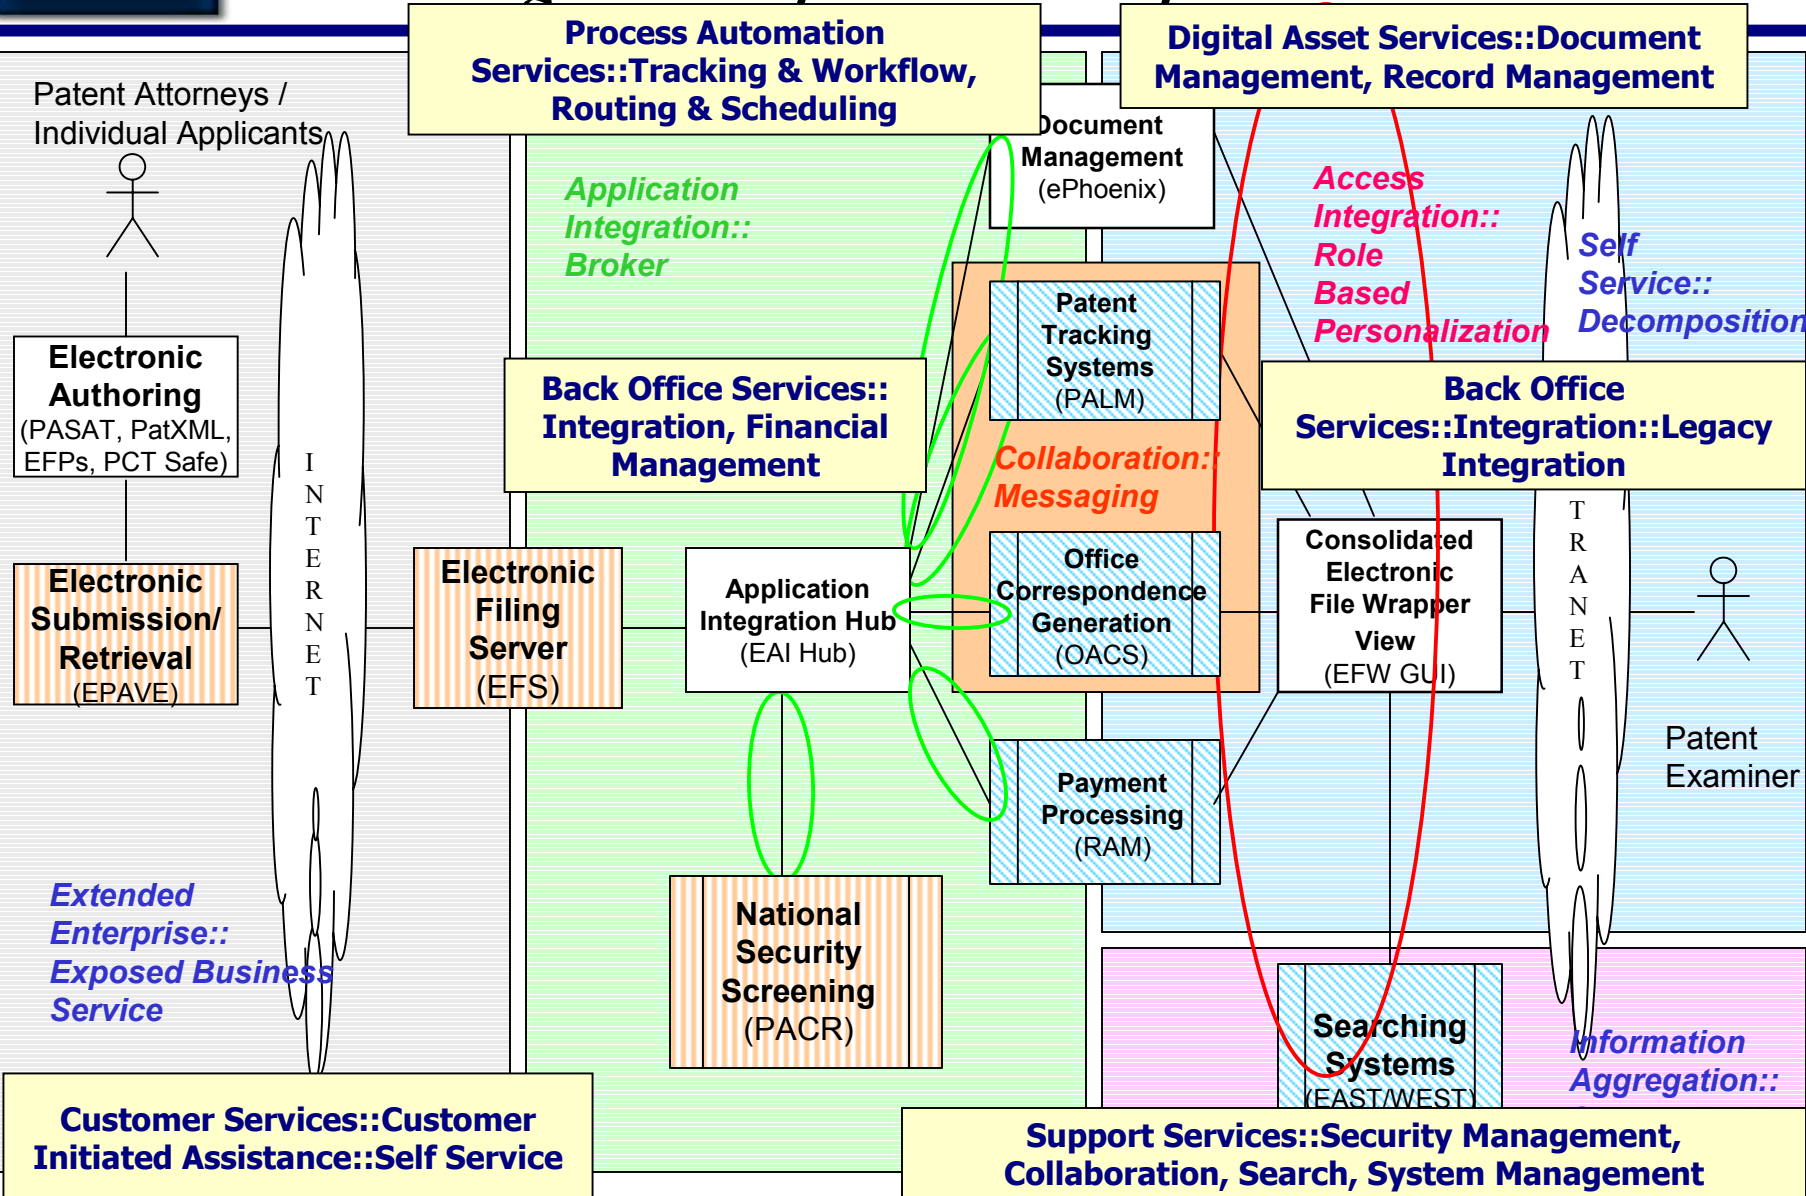 Process Automation
Services::Tracking & Workflow,
Routing & Scheduling
Digital Asset Services::Document
Management, Record Management
Patent Attorneys /
Individual Applicants
Application
Integration::
Broker
Document
Management
(ePhoenix)
Access
Integration::
Role
Based
Personalization
Self
Service::
Decomposition
Patent
Tracking
Systems
(PALM)
Electronic
Authoring
(PASAT, PatXML,
EFPs, PCT Safe)
Back Office Services::
Integration, Financial
Management
Back Office
Services::Integration::Legacy
Integration
Collaboration::
Messaging
I
N
T
E
R
N
E
T
T
R
A
N
E
T
Electronic
Submission/
Retrieval
(EPAVE)
Electronic
Filing
Server
(EFS)
Application
Integration Hub
(EAI Hub)
Office
Correspondence
Generation
(OACS)
Consolidated
Electronic
File Wrapper
View
(EFW GUI)
Patent
Examiner
Payment
Processing
(RAM)
National
Security
Screening
(PACR)
Extended
Enterprise::
Exposed Business
Service
Searching
Systems
(EAST/WEST)
Information
Aggregation::
Customer Services::Customer
Initiated Assistance::Self Service
Support Services::Security Management,
Collaboration, Search, System Management